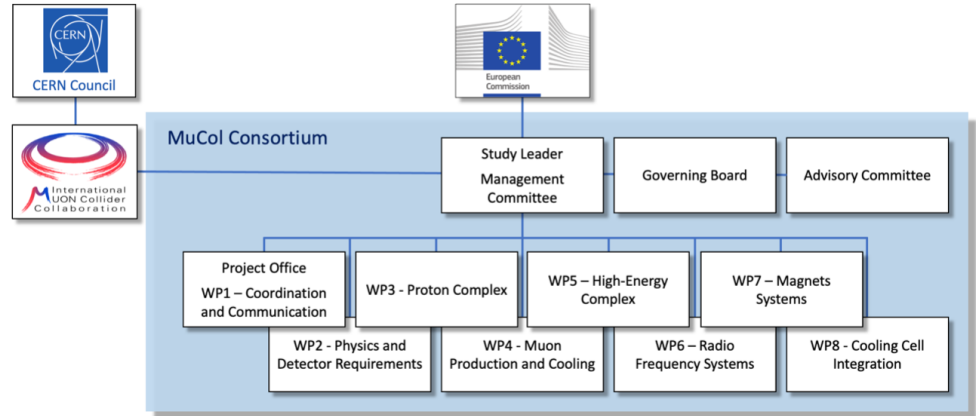 CERN
CERN Council
European
Commission
International
MUON Collider
Collaboration
MuCol Consortium
Study Leader
Management
Committee
Governing Board
Advisory Committee
Project Office
WP1 – Coordination
and Communication
WP3 - Proton Complex
WP5 – High-Energy
Complex
WP7 – Magnets
Systems
WP2 - Physics and
Detector Requirements
WP4 - Muon
Production and Cooling
WP6 – Radio
Frequency Systems
WP8 - Cooling Cell
Integration